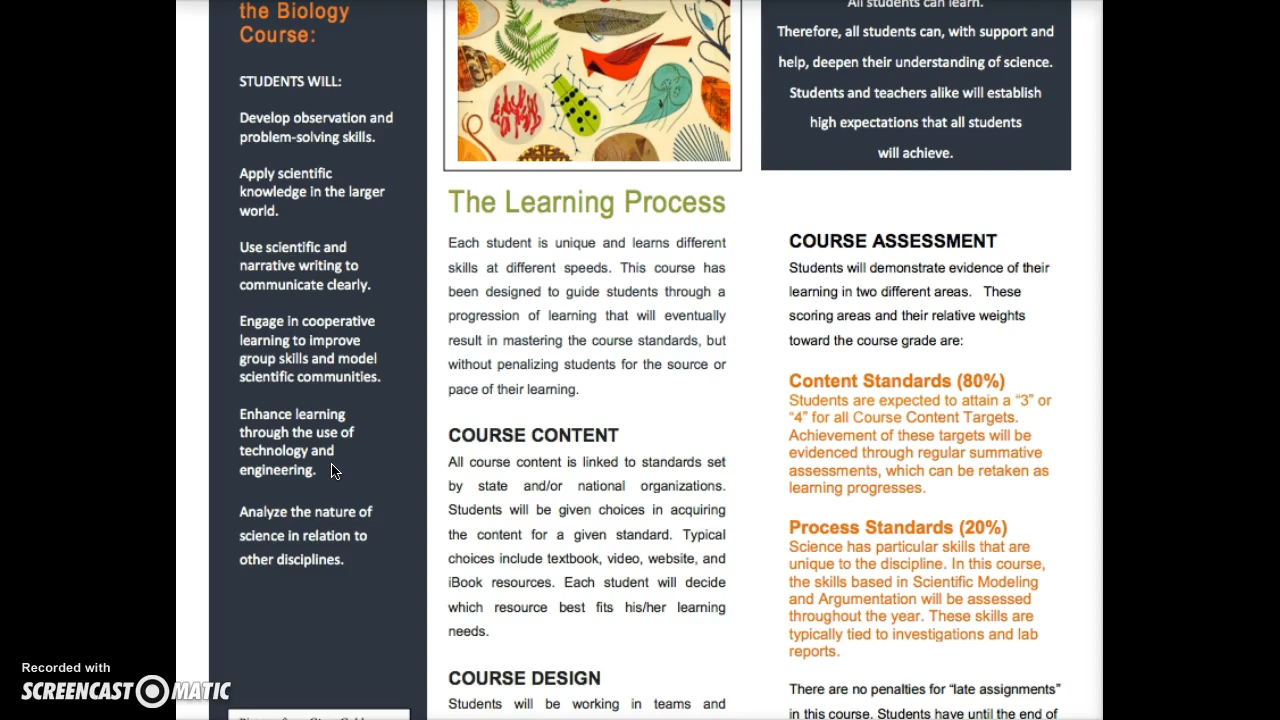 the Biology
Course:
STUDENTS WILL:
Develop observation and
problem-solving skills.
Apply scientific
knowledge in the larger
world.
Use scientific and
narrative writing to
communicate clearly.
Engage in cooperative
learning to improve
group skills and model
scientific communities.
Enhance learning
through the use of
technology and
engineering.
Analyze the nature of
science in relation to
other disciplines.
The Learning Process
Each student is unique and learns different
skills at different speeds. This course has
been designed to guide students through a
progression of learning that will eventually
result in mastering the course standards, but
without penalizing students for the source or
pace of their learning.
COURSE CONTENT
All course content is linked to standards set
by state and/or national organizations.
Students will be given choices in acquiring
the content for a given standard. Typical
choices include textbook, video, website, and
iBook resources. Each student will decide
which resource best fits his/her learning
needs.
COURSE DESIGN
Students will be working in teams and
All students can learn.
Therefore, all students can, with support and
help, deepen their understanding of science.
Students and teachers alike will establish
high expectations that all students
will achieve.
COURSE ASSESSMENT
Students will demonstrate evidence of their
learning in two different areas. These
scoring areas and their relative weights
toward the course grade are:
Content Standards (80%)
Students are expected to attain a “3” or
“4” for all Course Content Targets.
Achievement of these targets will be
evidenced through regular summative
assessments, which can be retaken as
learning progresses.
Process Standards (20%)
Science has particular skills that are
unique to the discipline. In this course,
the skills based in Scientific Modeling
and Argumentation will be assessed
throughout the year. These skills are
typically tied to investigations and lab
reports.
There are no penalties for “late assignments”
in this course. Students have until the end of
Recorded with
SCREENCAST MATIC